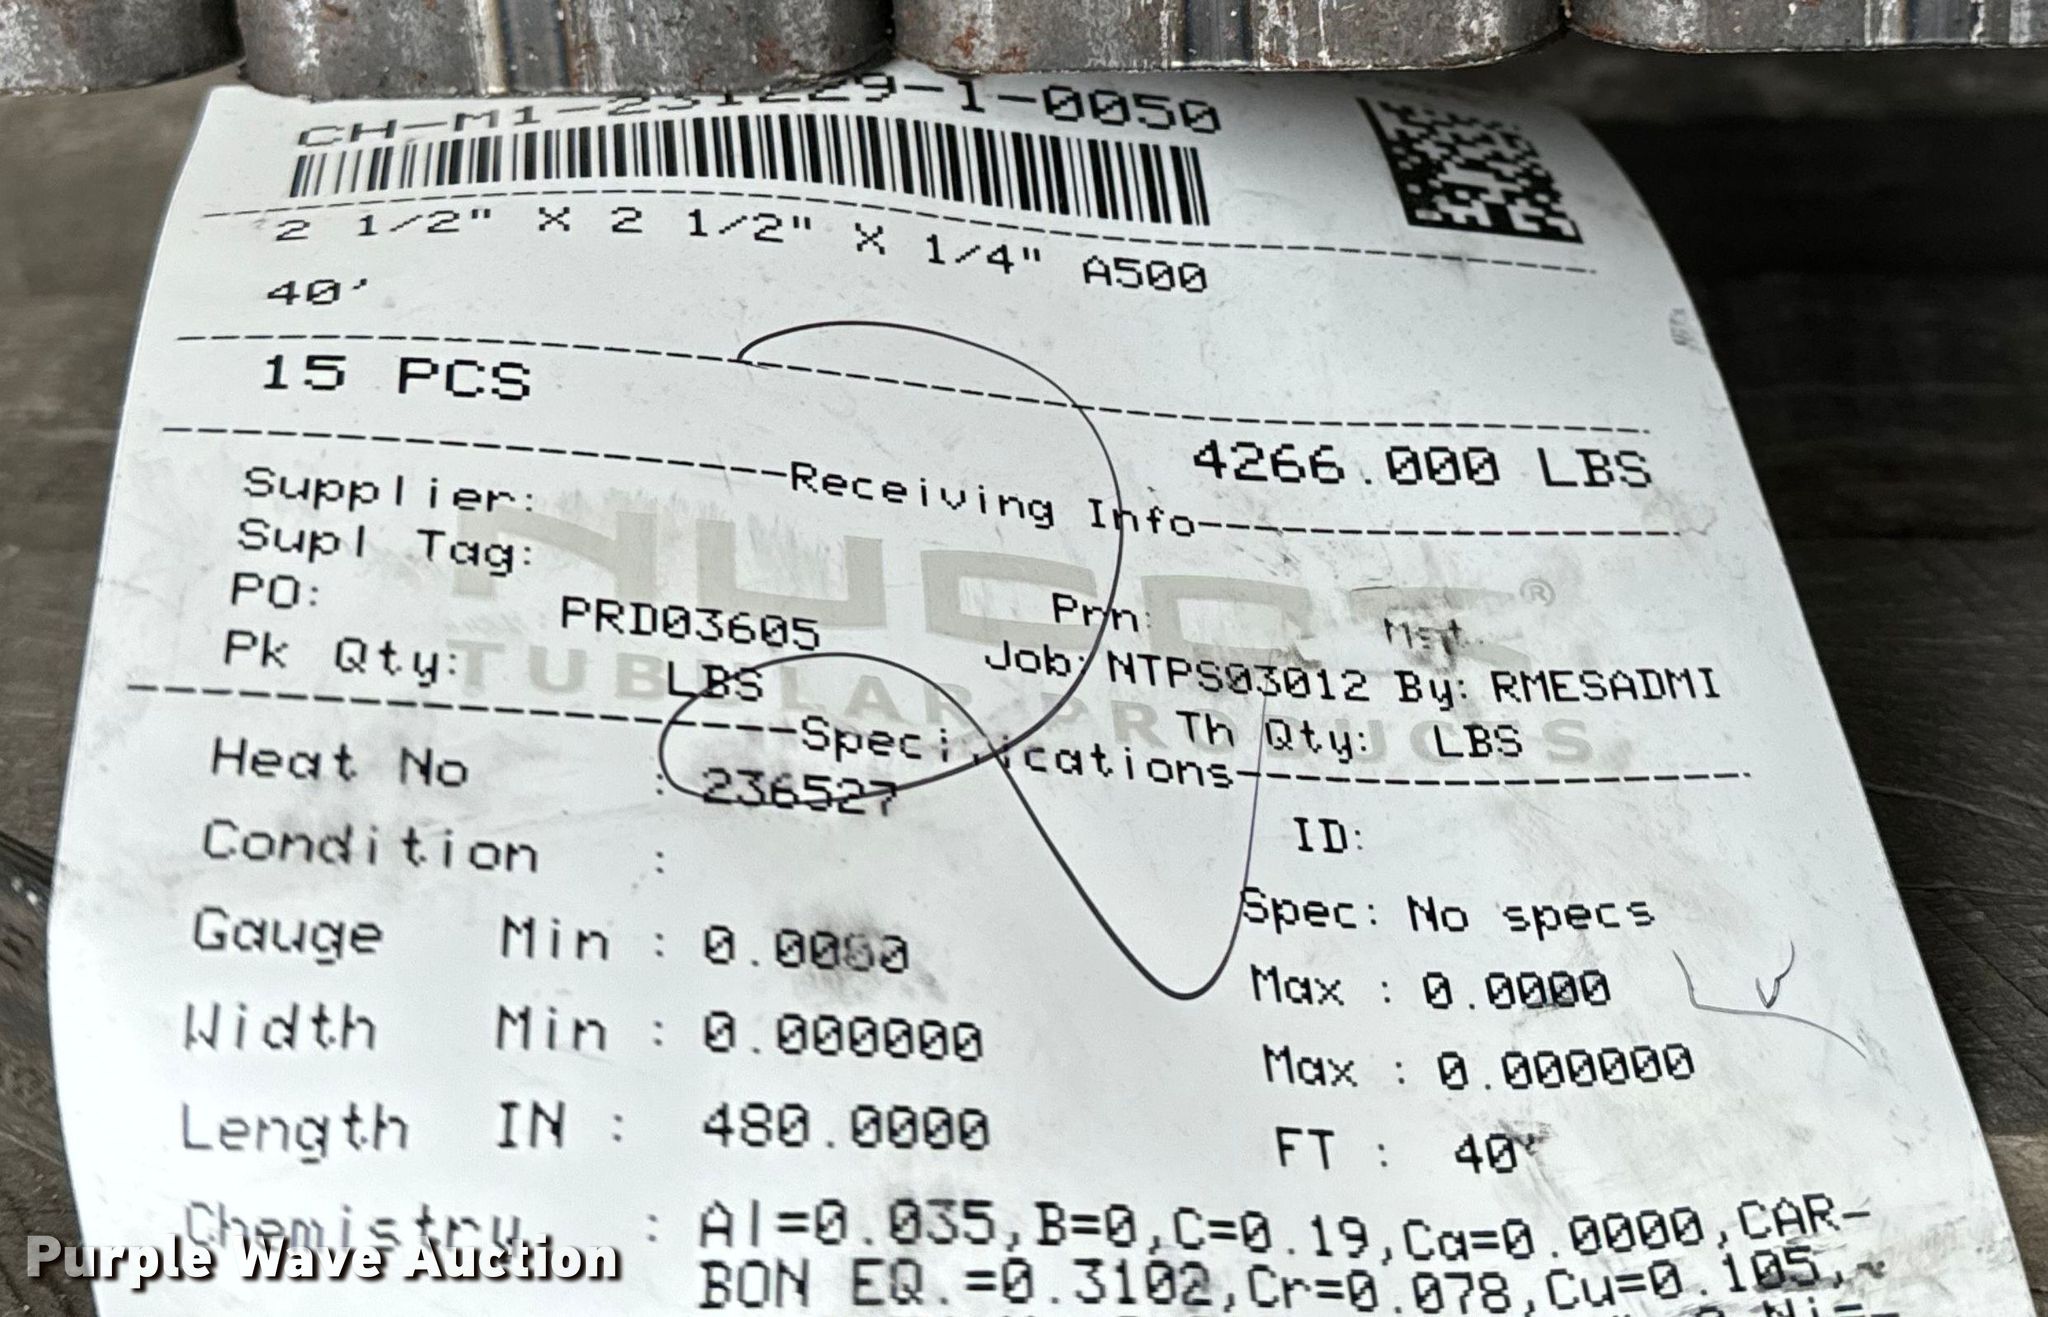 CH-M1-231229-1-0050
2 1/2" X 2 1/2" X 1/4" A500
40'
15 PCS 4266.000 LBS
Receiving Info
Supplier:
Supl Tag:
PO: PRD03605 Prn: Mst
Pk Qty: LBS Job: NTPS03012 By: RMESADMI
Th Qty: LBS
NUCOR®
TUBULAR PRODUCTS
Specifications
Heat No : 236527 ID:
Condition : Spec: No specs
Gauge Min : 0.0000 Max : 0.0000
Width Min : 0.000000 Max : 0.000000
Length IN : 480.0000 FT : 40'
Chemistry : Al=0.035,B=0,C=0.19,Ca=0.0000,CAR-
BON EQ.=0.3102,Cr=0.078,Cu=0.105,
Ni=
Purple Wave Auction